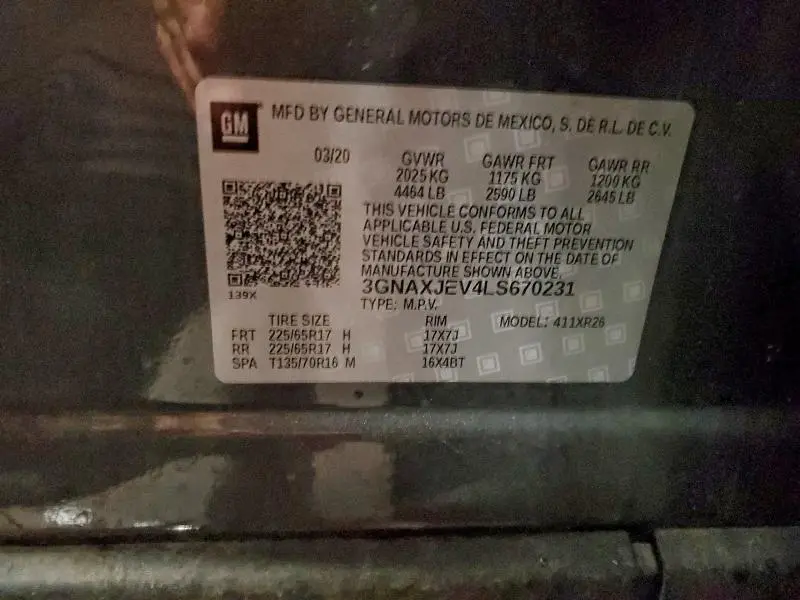 GM MFD BY GENERAL MOTORS DE MEXICO, S. DE R.L. DE C.V.
03/20 GVWR GAWR FRT GAWR RR
2025 KG 1175 KG 1200 KG
4464 LB 2590 LB 2645 LB
THIS VEHICLE CONFORMS TO ALL
APPLICABLE U.S. FEDERAL MOTOR
VEHICLE SAFETY AND THEFT PREVENTION
STANDARDS IN EFFECT ON THE DATE OF
MANUFACTURE SHOWN ABOVE.
3GNAXJEV4LS670231
139X
TYPE: M.P.V.
TIRE SIZE RIM MODEL: 411XR26
FRT 225/65R17 H 17X7J
RR 225/65R17 H 17X7J
SPA T135/70R16 M 16X4BT